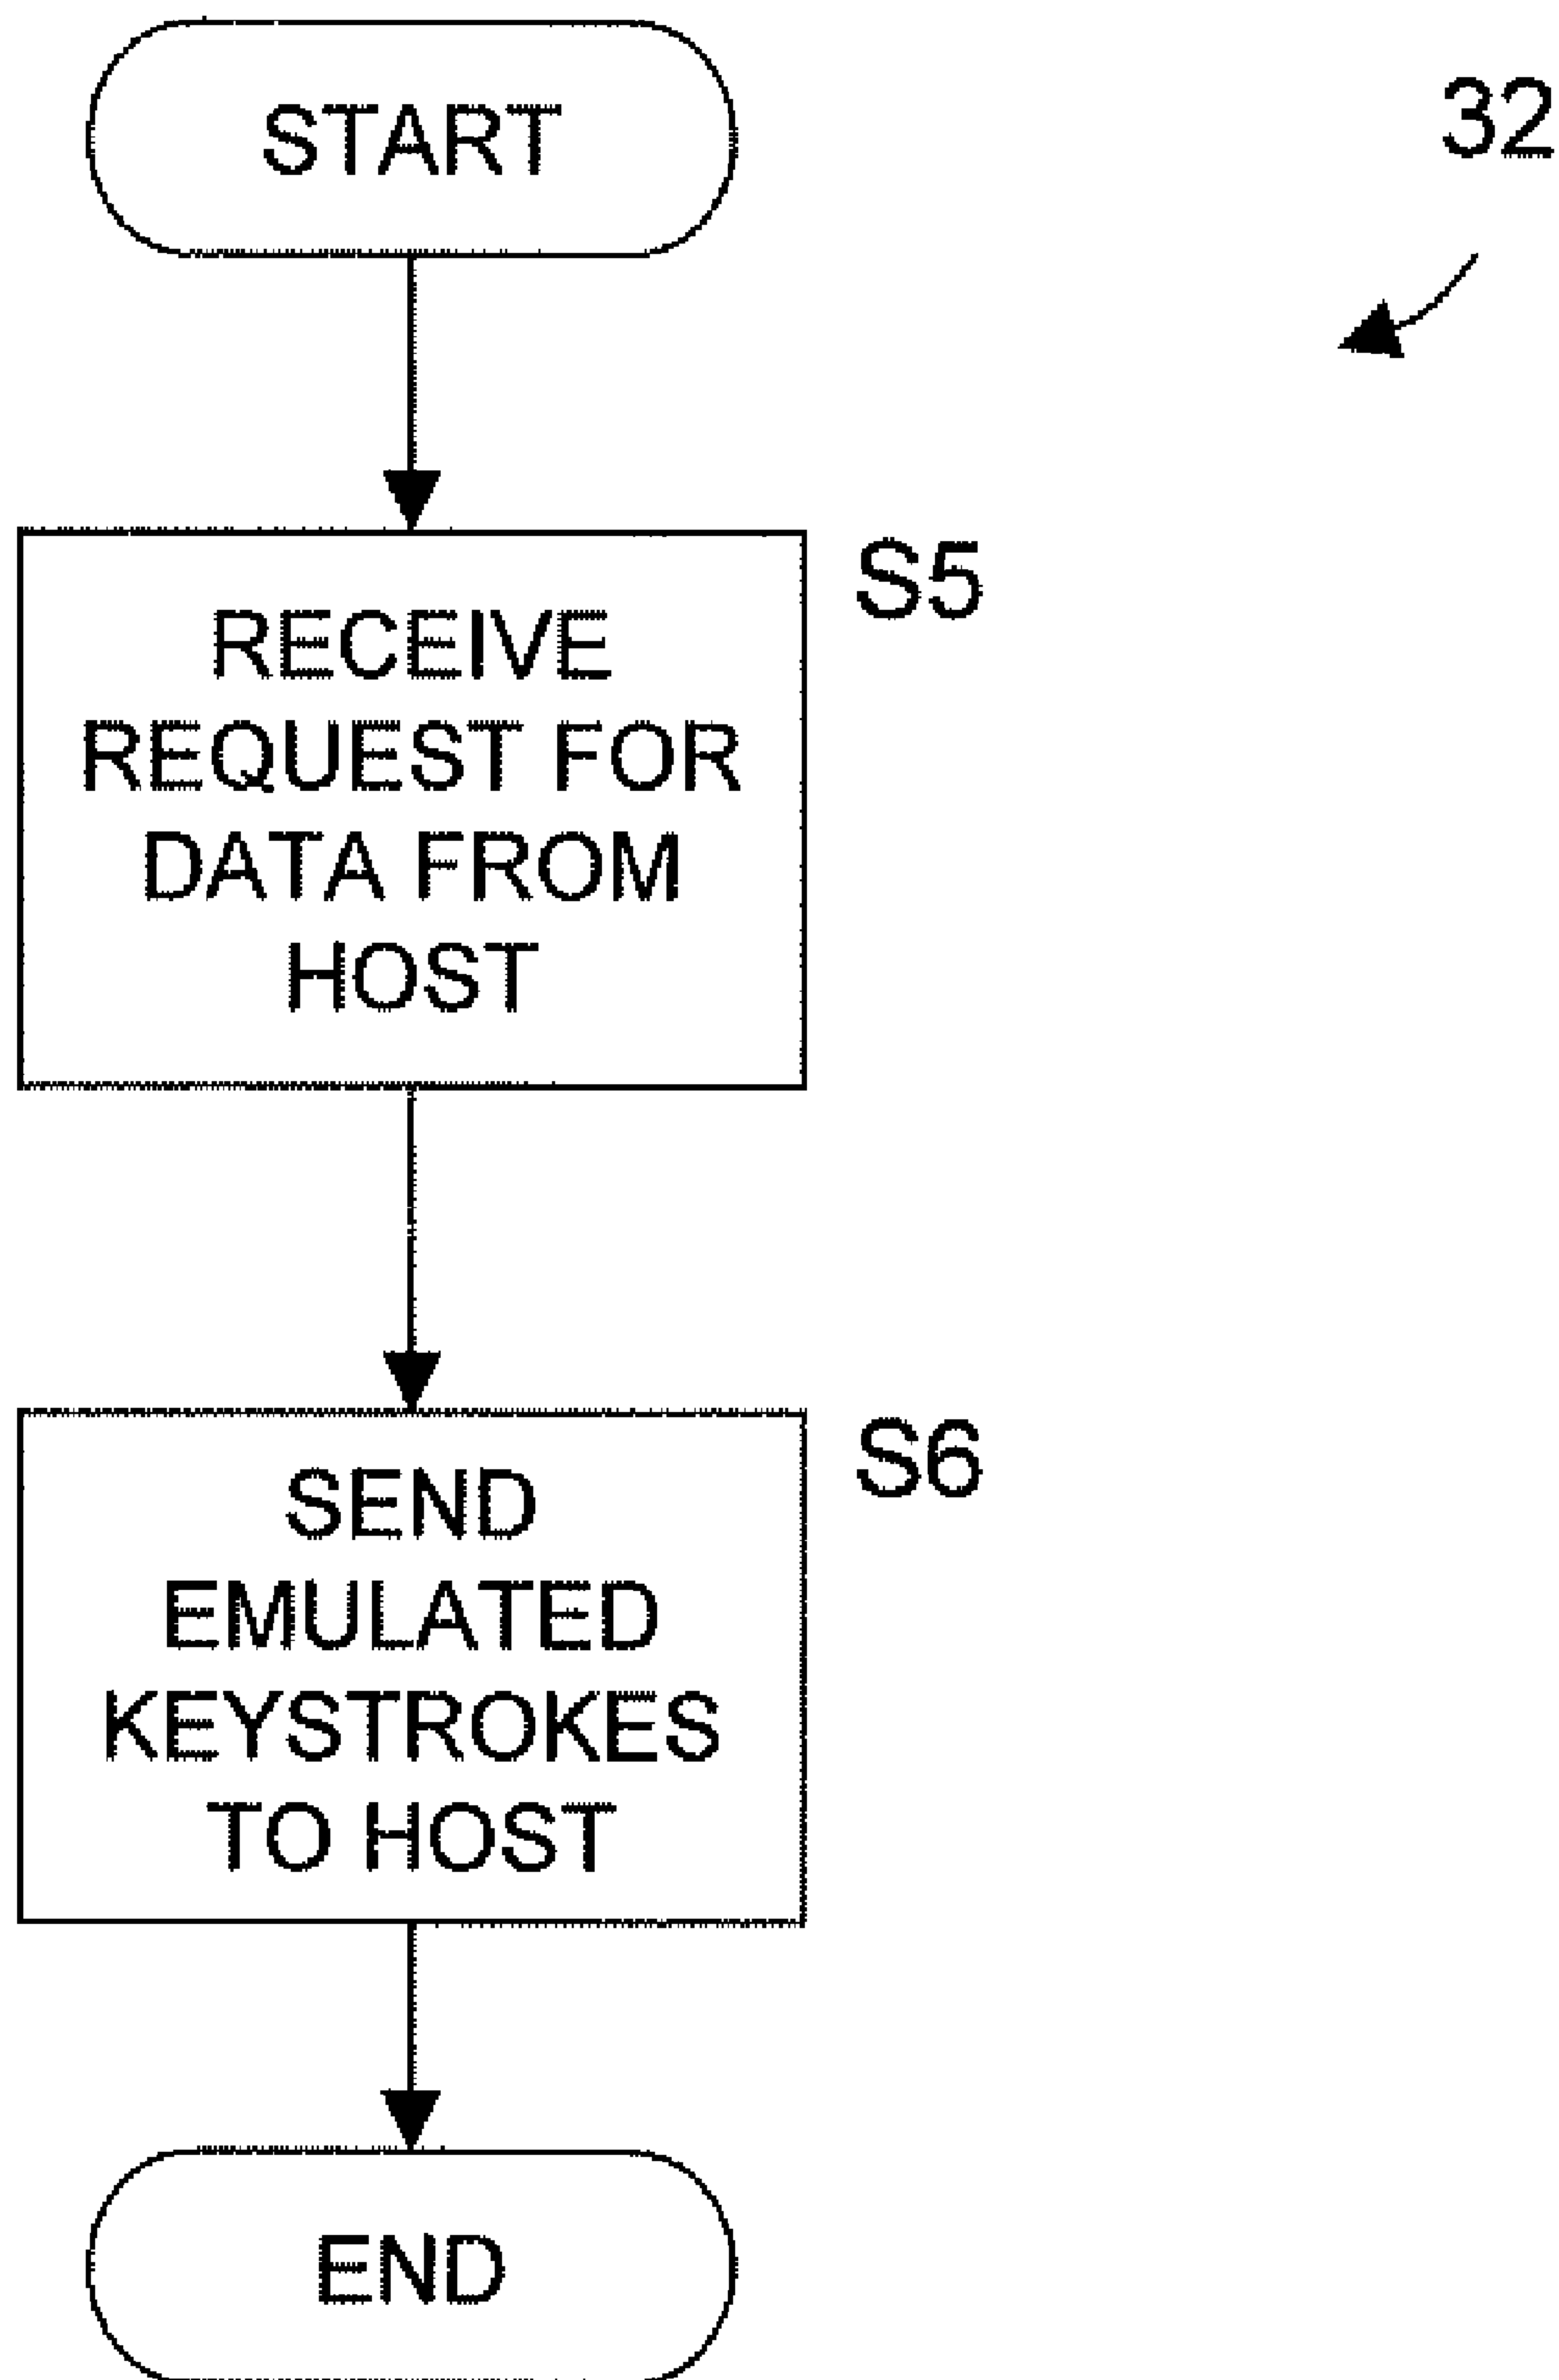 START
32
S5
RECEIVE
REQUEST FOR
DATA FROM
HOST
S6
SEND
EMULATED
KEYSTROKES
TO HOST
END